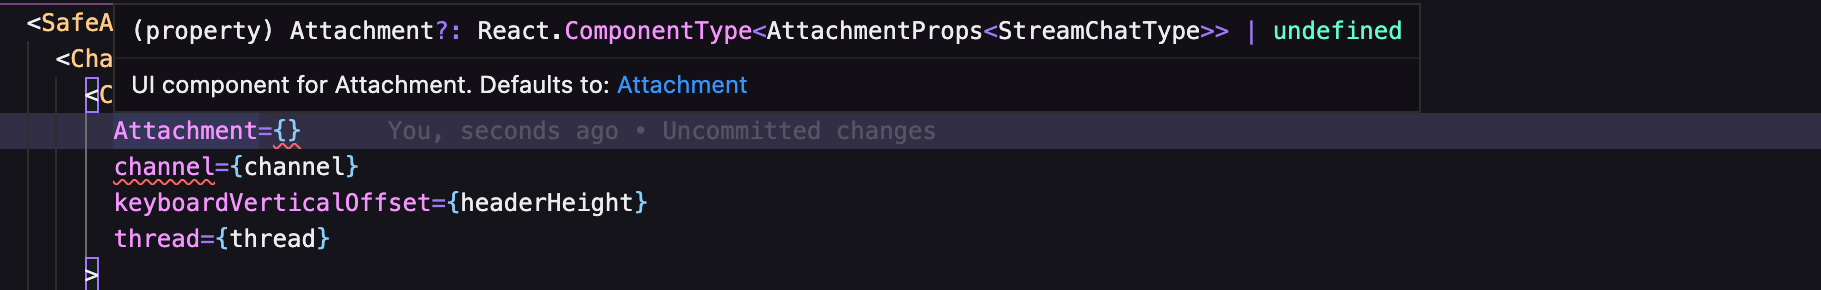 <SafeA
(property) Attachment?: React.ComponentType<AttachmentProps<StreamChatType>> | undefined
<Cha
UI component for Attachment. Defaults to: Attachment
<C
Attachment={} You, seconds ago • Uncommitted changes
channel={channel}
keyboardVerticalOffset={headerHeight}
thread={thread}
>